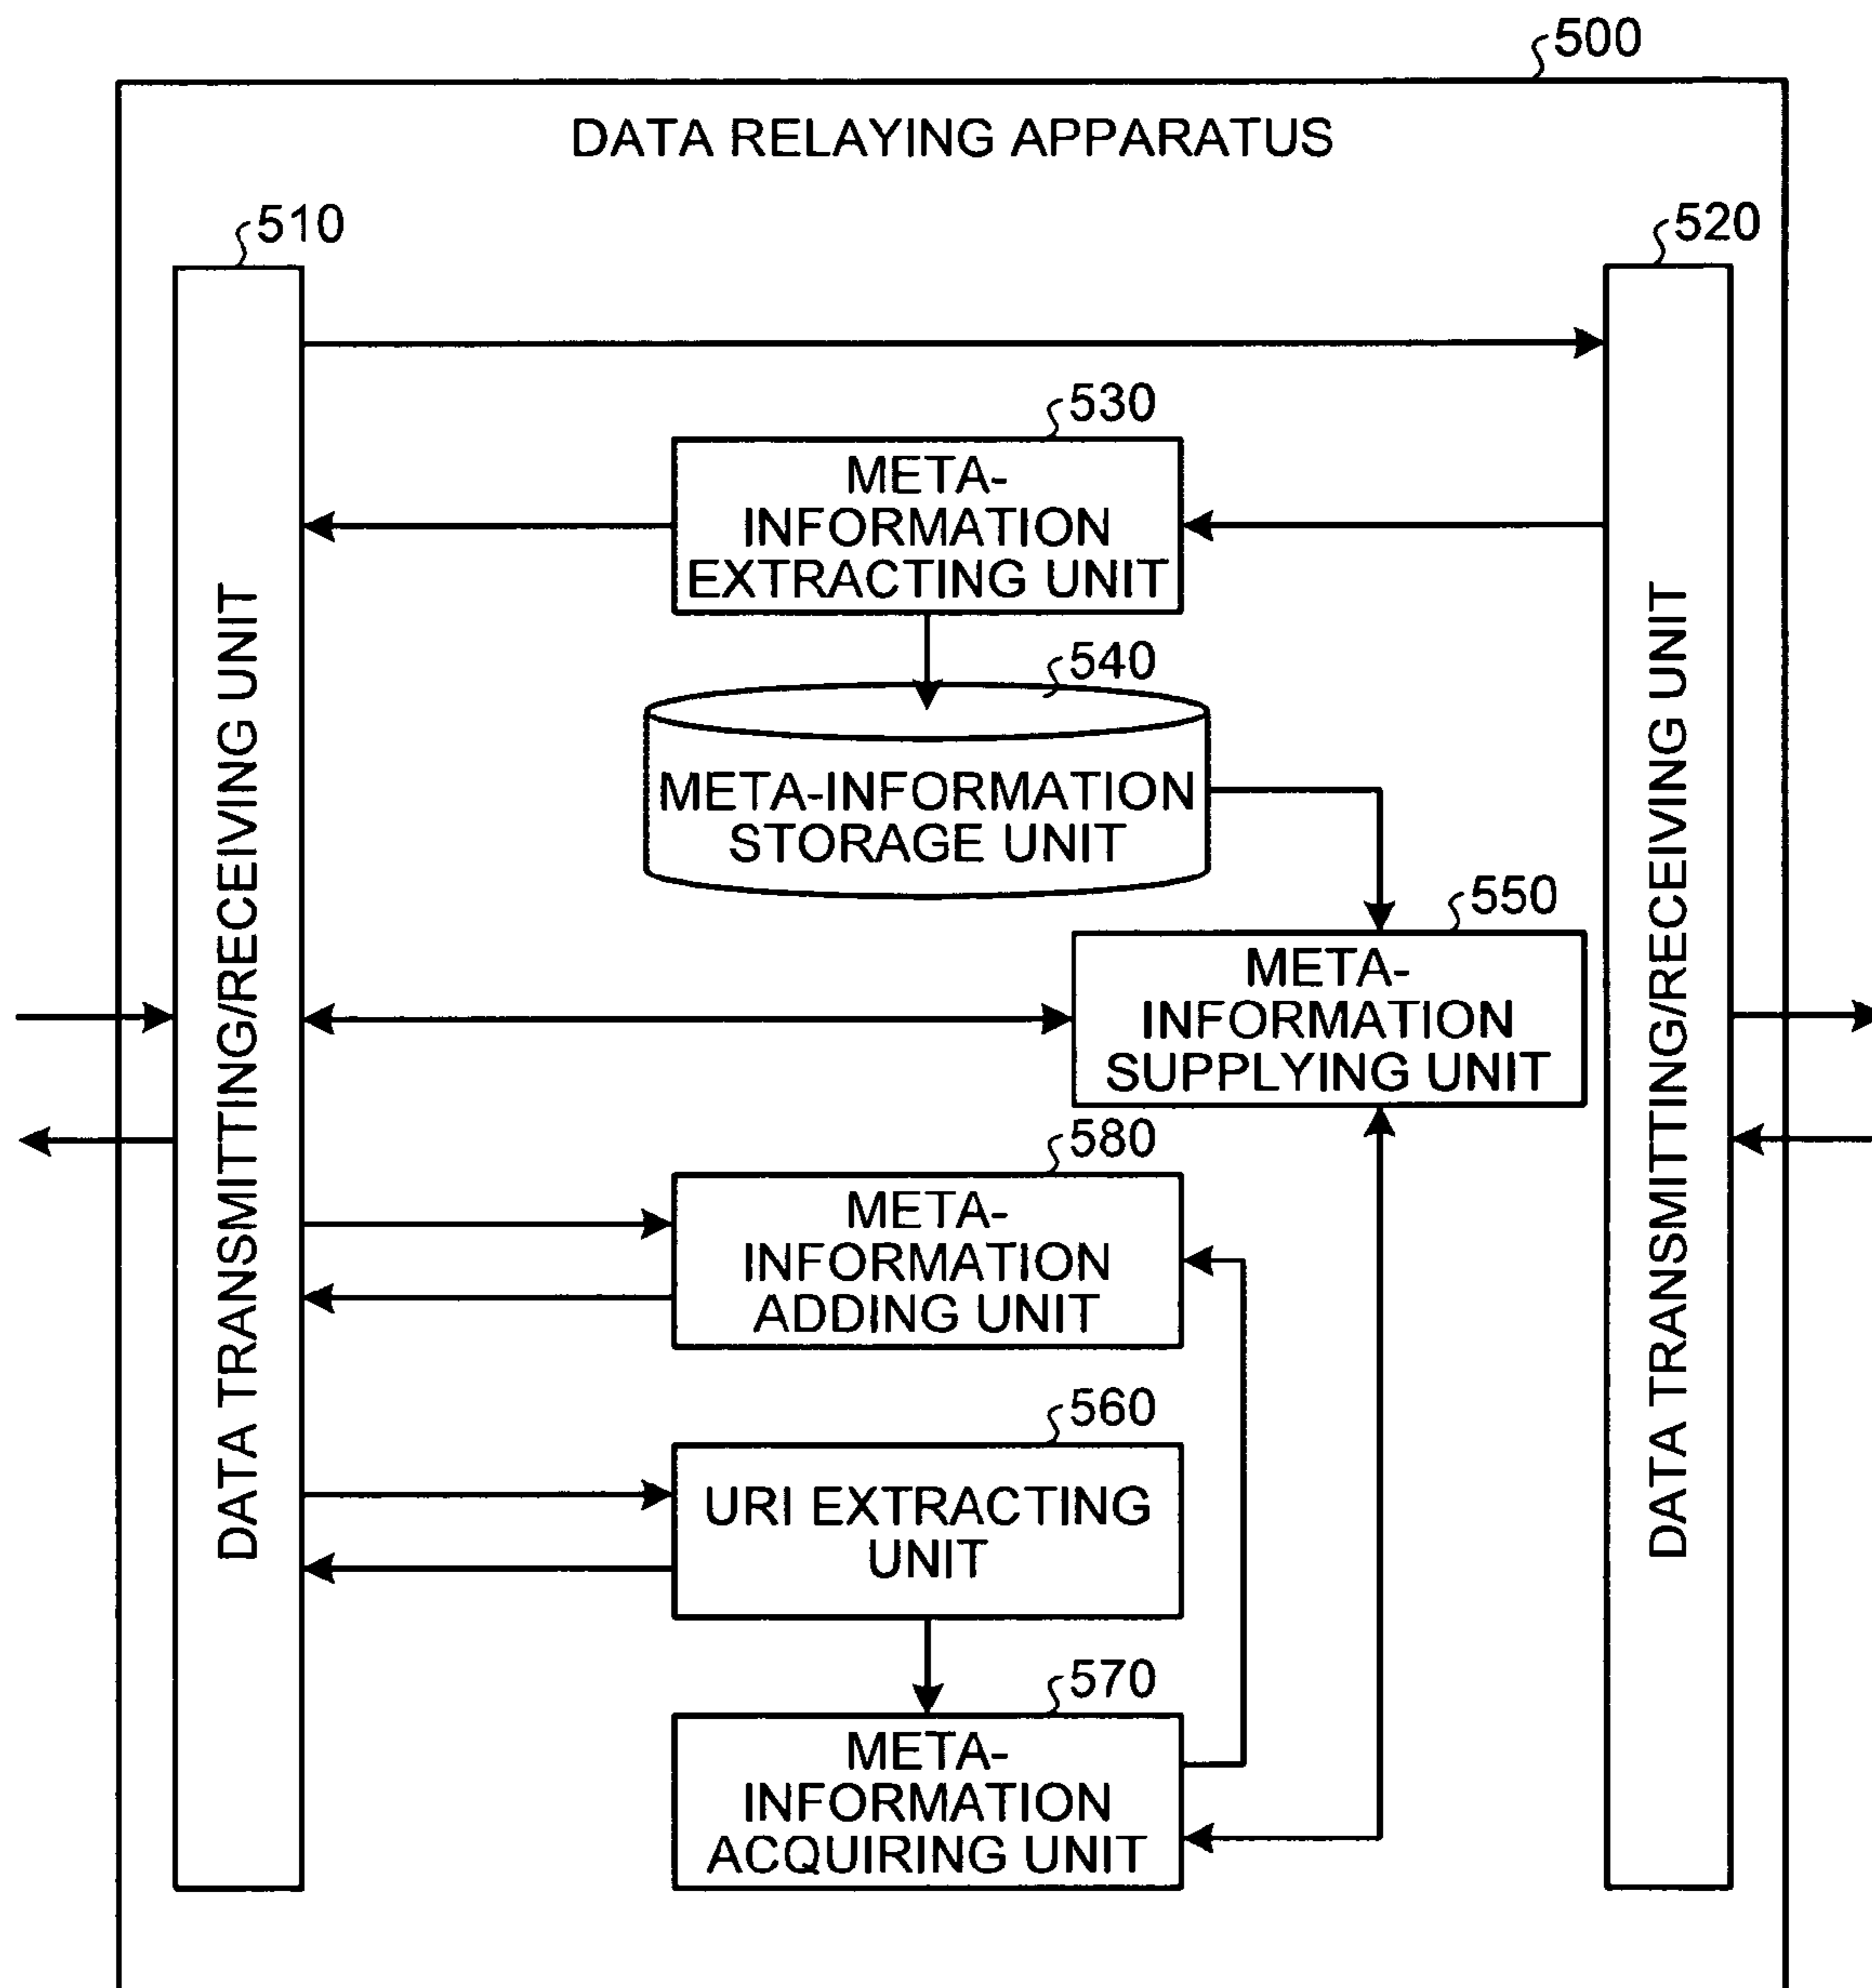 500
DATA RELAYING APPARATUS
510
520
530
META-
INFORMATION
EXTRACTING UNIT
540
META-INFORMATION
STORAGE UNIT
550
META-
INFORMATION
SUPPLYING UNIT
580
META-
INFORMATION
ADDING UNIT
560
URI EXTRACTING
UNIT
570
META-
INFORMATION
ACQUIRING UNIT
DATA TRANSMITTING/RECEIVING UNIT
DATA TRANSMITTING/RECEIVING UNIT